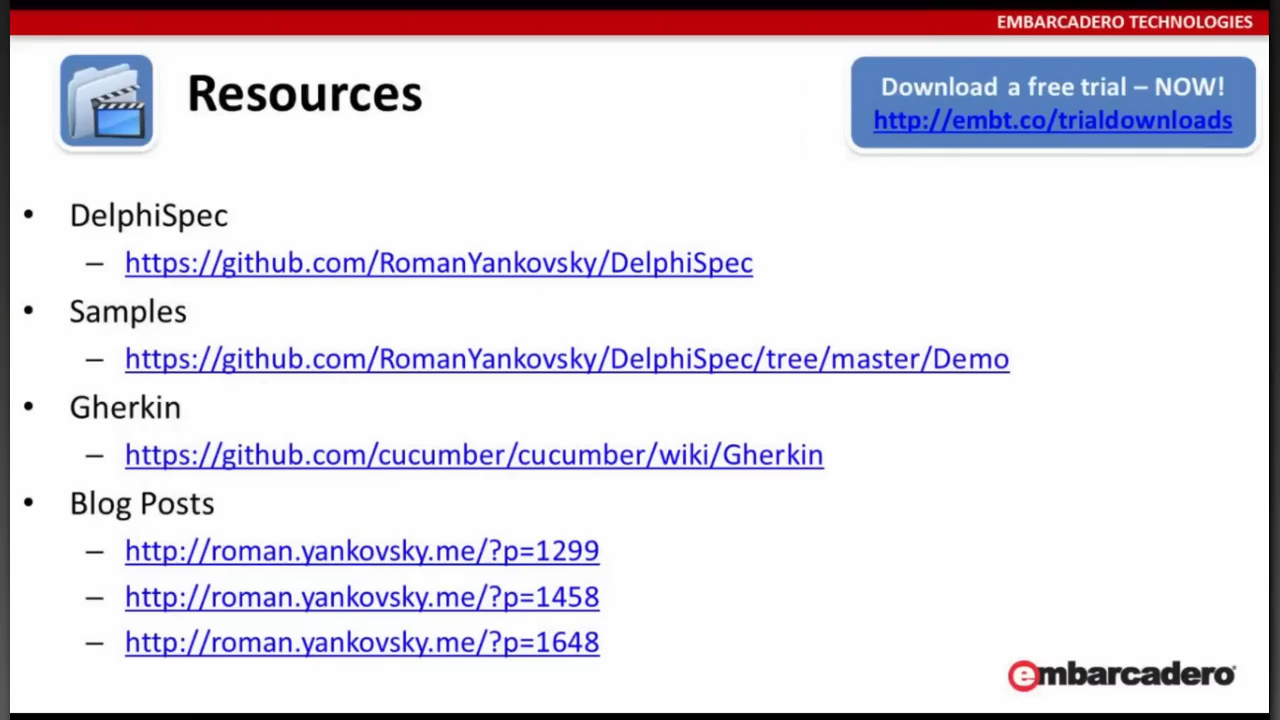 EMBARCADERO TECHNOLOGIES
Resources
Download a free trial – NOW!
http://embt.co/trialdownloads
• DelphiSpec
– https://github.com/RomanYankovsky/DelphiSpec
• Samples
– https://github.com/RomanYankovsky/DelphiSpec/tree/master/Demo
• Gherkin
– https://github.com/cucumber/cucumber/wiki/Gherkin
• Blog Posts
– http://roman.yankovsky.me/?p=1299
– http://roman.yankovsky.me/?p=1458
– http://roman.yankovsky.me/?p=1648
embarcadero